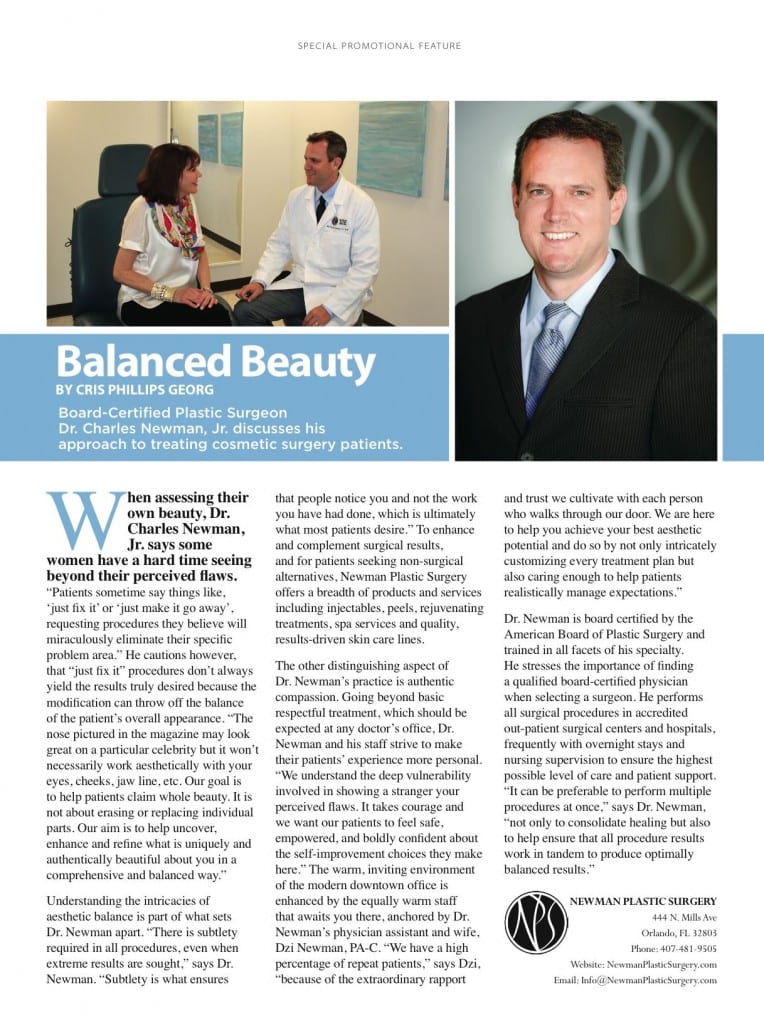 SPECIAL PROMOTIONAL FEATURE
Balanced Beauty
BY CRIS PHILLIPS GEORG
Board-Certified Plastic Surgeon
Dr. Charles Newman, Jr. discusses his
approach to treating cosmetic surgery patients.
When assessing their
own beauty, Dr.
Charles Newman,
Jr. says some
women have a hard time seeing
beyond their perceived flaws.
“Patients sometime say things like,
‘just fix it’ or ‘just make it go away’,
requesting procedures they believe will
miraculously eliminate their specific
problem area.” He cautions however,
that “just fix it” procedures don’t always
yield the results truly desired because the
modification can throw off the balance
of the patient’s overall appearance. “The
nose pictured in the magazine may look
great on a particular celebrity but it won’t
necessarily work aesthetically with your
eyes, cheeks, jaw line, etc. Our goal is
to help patients claim whole beauty. It is
not about erasing or replacing individual
parts. Our aim is to help uncover,
enhance and refine what is uniquely and
authentically beautiful about you in a
comprehensive and balanced way.”
Understanding the intricacies of
aesthetic balance is part of what sets
Dr. Newman apart. “There is subtlety
required in all procedures, even when
extreme results are sought,” says Dr.
Newman. “Subtlety is what ensures
that people notice you and not the work
you have had done, which is ultimately
what most patients desire.” To enhance
and complement surgical results,
and for patients seeking non-surgical
alternatives, Newman Plastic Surgery
offers a breadth of products and services
including injectables, peels, rejuvenating
treatments, spa services and quality,
results-driven skin care lines.
The other distinguishing aspect of
Dr. Newman’s practice is authentic
compassion. Going beyond basic
respectful treatment, which should be
expected at any doctor’s office, Dr.
Newman and his staff strive to make
their patients’ experience more personal.
“We understand the deep vulnerability
involved in showing a stranger your
perceived flaws. It takes courage and
we want our patients to feel safe,
empowered, and boldly confident about
the self-improvement choices they make
here.” The warm, inviting environment
of the modern downtown office is
enhanced by the equally warm staff
that awaits you there, anchored by Dr.
Newman’s physician assistant and wife,
Dzi Newman, PA-C. “We have a high
percentage of repeat patients,” says Dzi,
“because of the extraordinary rapport
and trust we cultivate with each person
who walks through our door. We are here
to help you achieve your best aesthetic
potential and do so by not only intricately
customizing every treatment plan but
also caring enough to help patients
realistically manage expectations.”
Dr. Newman is board certified by the
American Board of Plastic Surgery and
trained in all facets of his specialty.
He stresses the importance of finding
a qualified board-certified physician
when selecting a surgeon. He performs
all surgical procedures in accredited
out-patient surgical centers and hospitals,
frequently with overnight stays and
nursing supervision to ensure the highest
possible level of care and patient support.
“It can be preferable to perform multiple
procedures at once,” says Dr. Newman,
“not only to consolidate healing but also
to help ensure that all procedure results
work in tandem to produce optimally
balanced results.”
NPS
NEWMAN PLASTIC SURGERY
444 N. Mills Ave
Orlando, FL 32803
Phone: 407-481-9505
Website: NewmanPlasticSurgery.com
Email: Info@NewmanPlasticSurgery.com